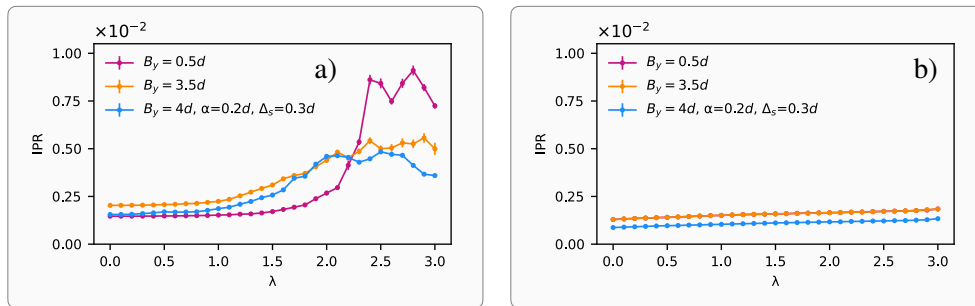 ×10⁻²
1.00
0.75
0.50
0.25
0.00
IPR
B_y = 0.5d
B_y = 3.5d
B_y = 4d, α=0.2d, Δ_s=0.3d
a)
0.0 0.5 1.0 1.5 2.0 2.5 3.0
λ
×10⁻²
1.00
0.75
0.50
0.25
0.00
IPR
B_y = 0.5d
B_y = 3.5d
B_y = 4d, α=0.2d, Δ_s=0.3d
b)
0.0 0.5 1.0 1.5 2.0 2.5 3.0
λ